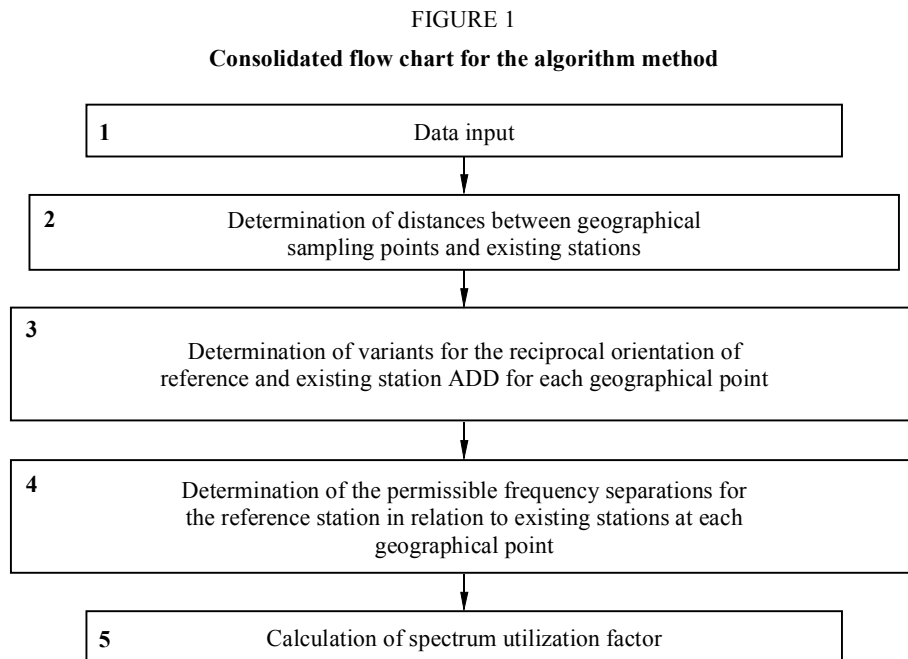 FIGURE 1
Consolidated flow chart for the algorithm method
1 Data input
2 Determination of distances between geographical
sampling points and existing stations
3
Determination of variants for the reciprocal orientation of
reference and existing station ADD for each geographical point
4 Determination of the permissible frequency separations for
the reference station in relation to existing stations at each
geographical point
5 Calculation of spectrum utilization factor